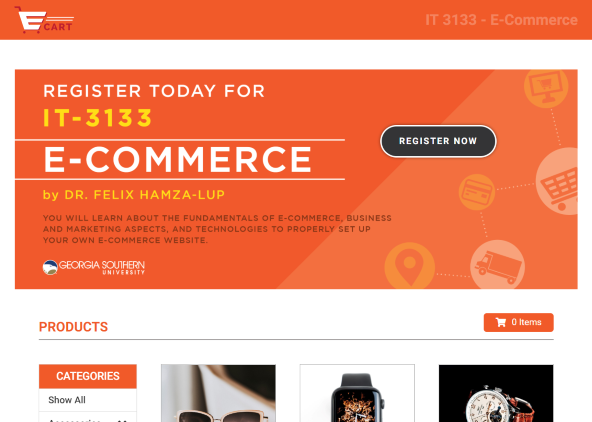 E CART
IT 3133 - E-Commerce
REGISTER TODAY FOR
IT-3133
E-COMMERCE
by DR. FELIX HAMZA-LUP
YOU WILL LEARN ABOUT THE FUNDAMENTALS OF E-COMMERCE, BUSINESS
AND MARKETING ASPECTS, AND TECHNOLOGIES TO PROPERLY SET UP
YOUR OWN E-COMMERCE WEBSITE.
GEORGIA SOUTHERN
UNIVERSITY
REGISTER NOW
PRODUCTS
0 Items
CATEGORIES
Show All